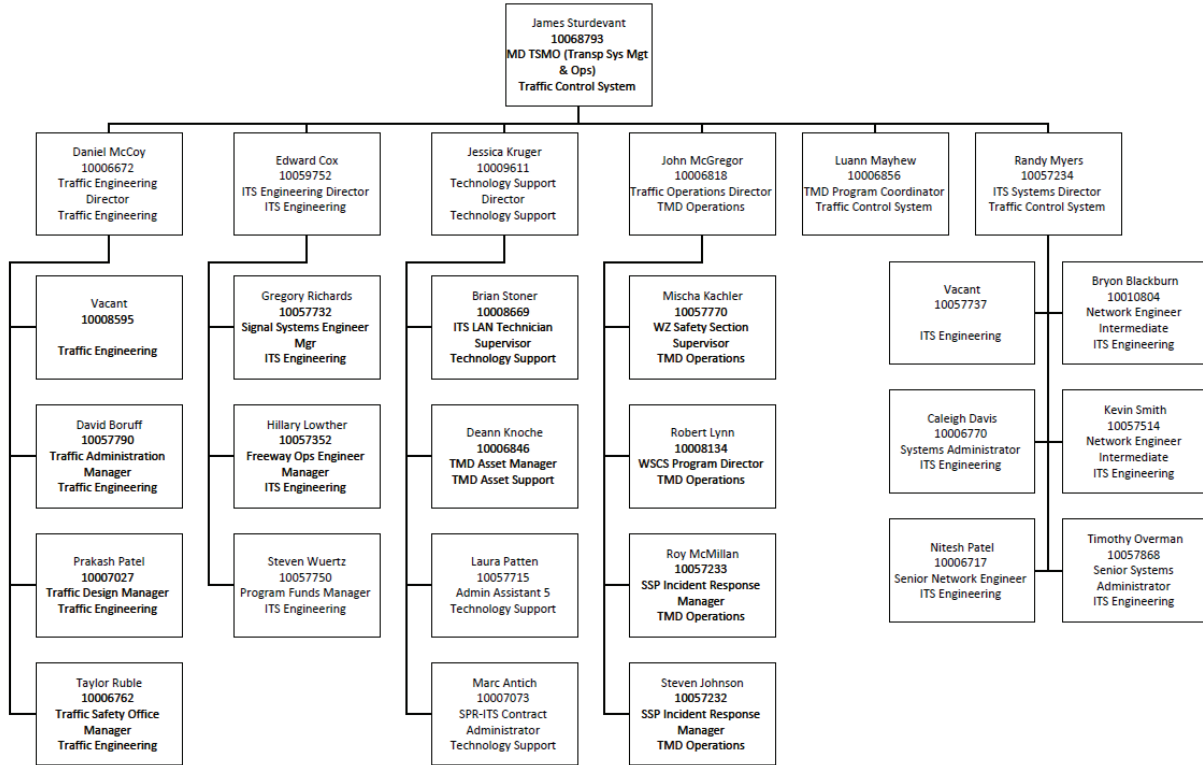 James Sturdevant
10068793
MD TSMO (Transp Sys Mgt
& Ops)
Traffic Control System
Daniel McCoy
10006672
Traffic Engineering
Director
Traffic Engineering
Edward Cox
10059752
ITS Engineering Director
ITS Engineering
Jessica Kruger
10009611
Technology Support
Director
Technology Support
John McGregor
10006818
Traffic Operations Director
TMD Operations
Luann Mayhew
10006856
TMD Program Coordinator
Traffic Control System
Randy Myers
10057234
ITS Systems Director
Traffic Control System
Vacant
10008595
Traffic Engineering
Gregory Richards
10057732
Signal Systems Engineer
Mgr
ITS Engineering
Brian Stoner
10008669
ITS LAN Technician
Supervisor
Technology Support
Mischa Kachler
10057770
WZ Safety Section
Supervisor
TMD Operations
Vacant
10057737
ITS Engineering
Bryon Blackburn
10010804
Network Engineer
Intermediate
ITS Engineering
David Boruff
10057790
Traffic Administration
Manager
Traffic Engineering
Hillary Lowther
10057352
Freeway Ops Engineer
Manager
ITS Engineering
Deann Knoche
10006846
TMD Asset Manager
TMD Asset Support
Robert Lynn
10008134
WSCS Program Director
TMD Operations
Caleigh Davis
10006770
Systems Administrator
ITS Engineering
Kevin Smith
10057514
Network Engineer
Intermediate
ITS Engineering
Prakash Patel
10007027
Traffic Design Manager
Traffic Engineering
Steven Wuertz
10057750
Program Funds Manager
ITS Engineering
Laura Patten
10057715
Admin Assistant 5
Technology Support
Roy McMillan
10057233
SSP Incident Response
Manager
TMD Operations
Nitesh Patel
10006717
Senior Network Engineer
ITS Engineering
Timothy Overman
10057868
Senior Systems
Administrator
ITS Engineering
Taylor Ruble
10006762
Traffic Safety Office
Manager
Traffic Engineering
Marc Antich
10007073
SPR-ITS Contract
Administrator
Technology Support
Steven Johnson
10057232
SSP Incident Response
Manager
TMD Operations